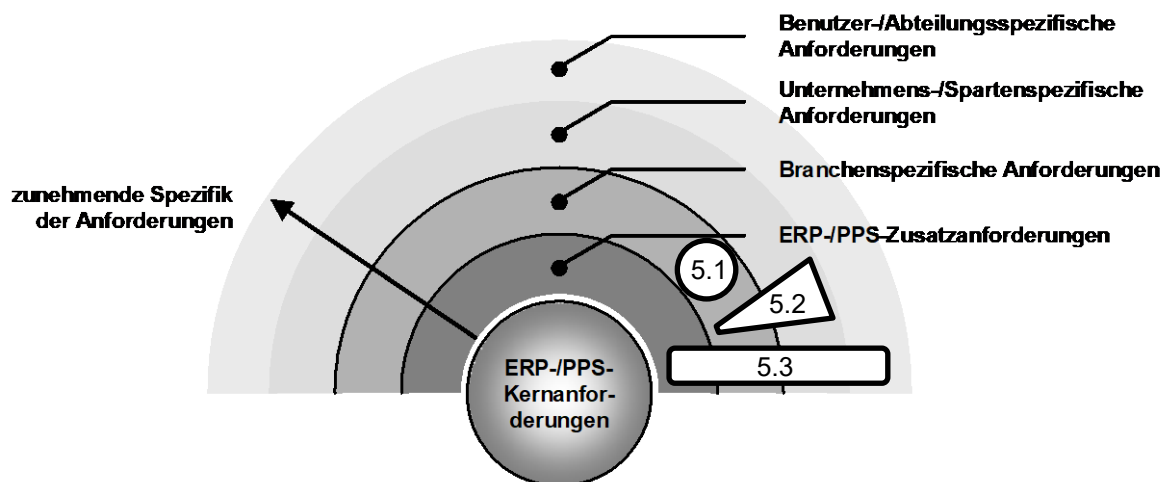 Benutzer-/Abteilungsspezifische
Anforderungen
Unternehmens-/Spartenspezifische
Anforderungen
Branchenspezifische Anforderungen
zunehmende Spezifik
der Anforderungen
ERP-/PPS-Zusatzanforderungen
5.1
5.2
5.3
ERP-/PPS-
Kernanfor-
derungen